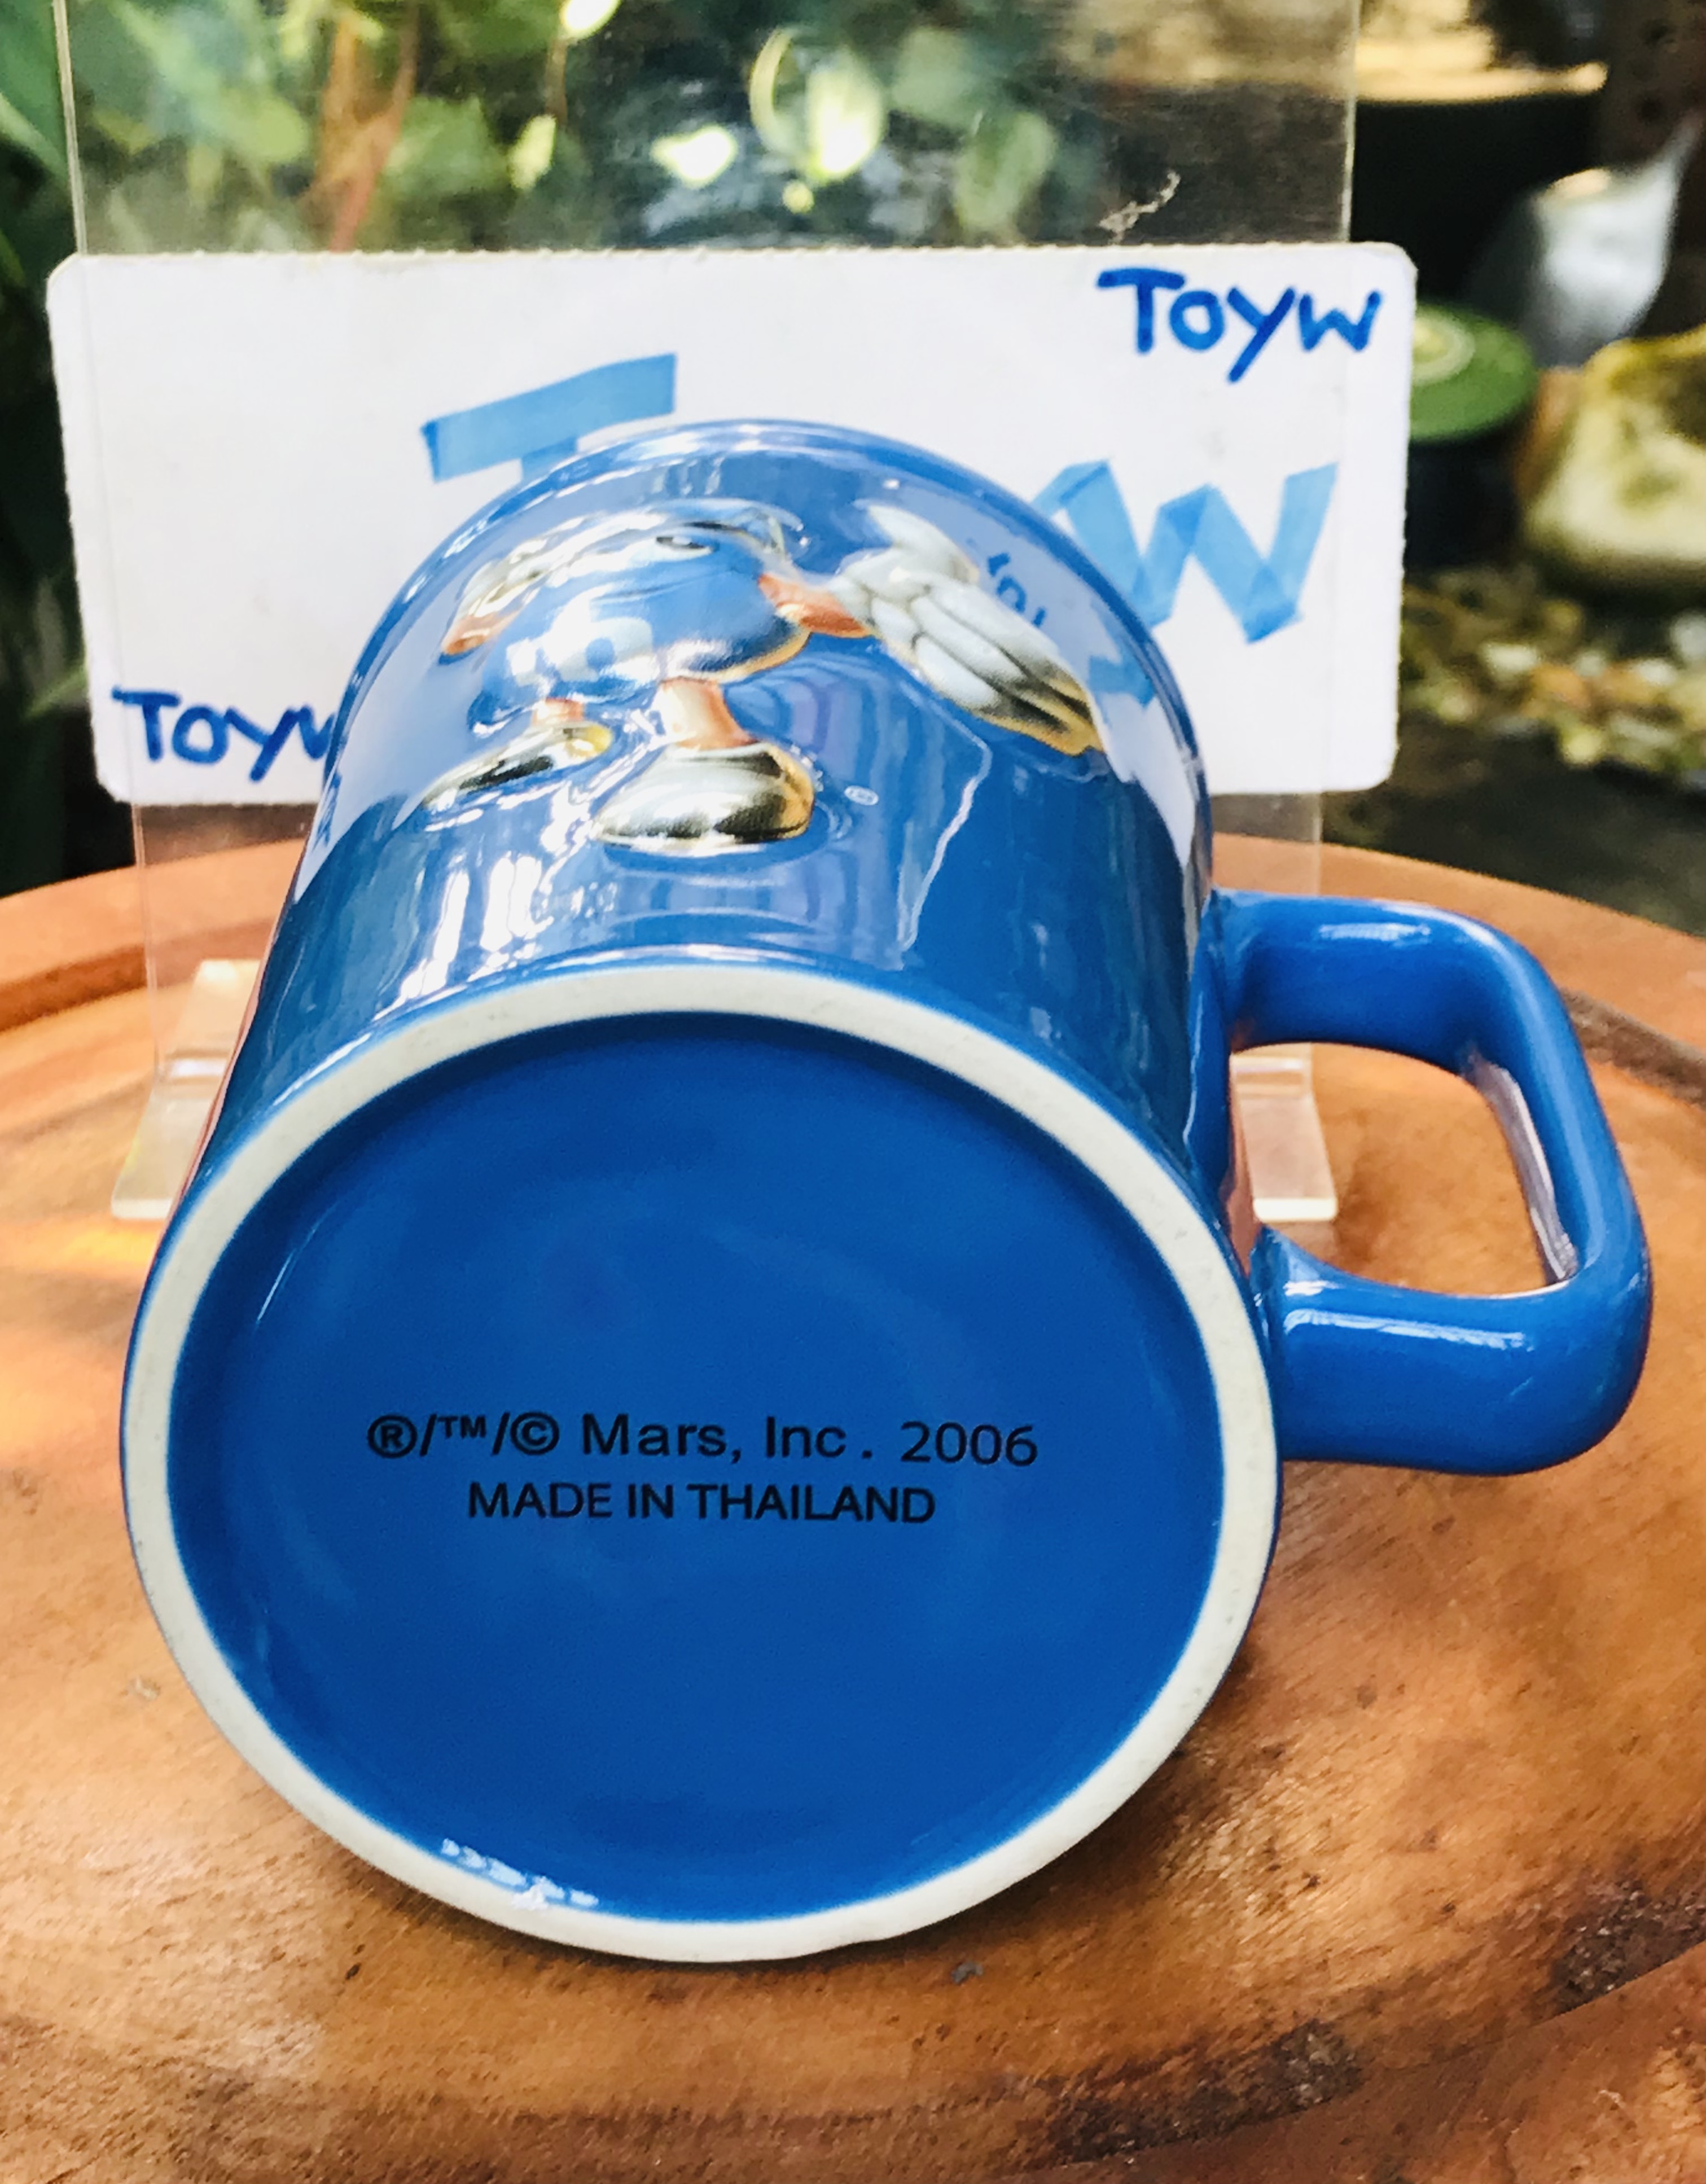 TOYW
TOYW
®/™/© Mars, Inc. 2006
MADE IN THAILAND